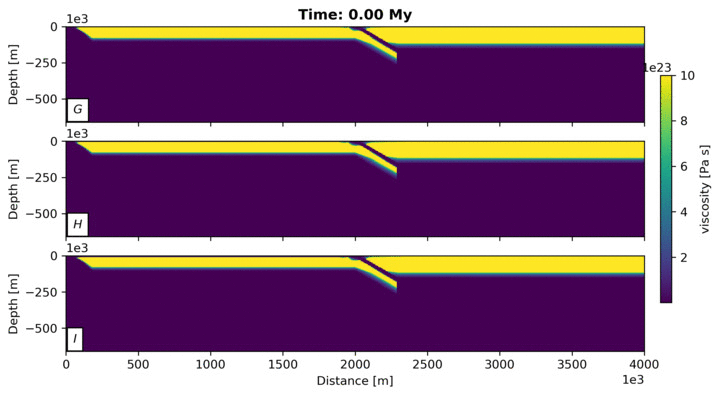 Time: 0.00 My
1e3
0
−250
−500
Depth [m]
G
1e3
0
−250
−500
Depth [m]
H
1e3
0
−250
−500
Depth [m]
I
0 500 1000 1500 2000 2500 3000 3500 4000
Distance [m]
1e3
1e23
10
8
6
4
2
viscosity [Pa s]